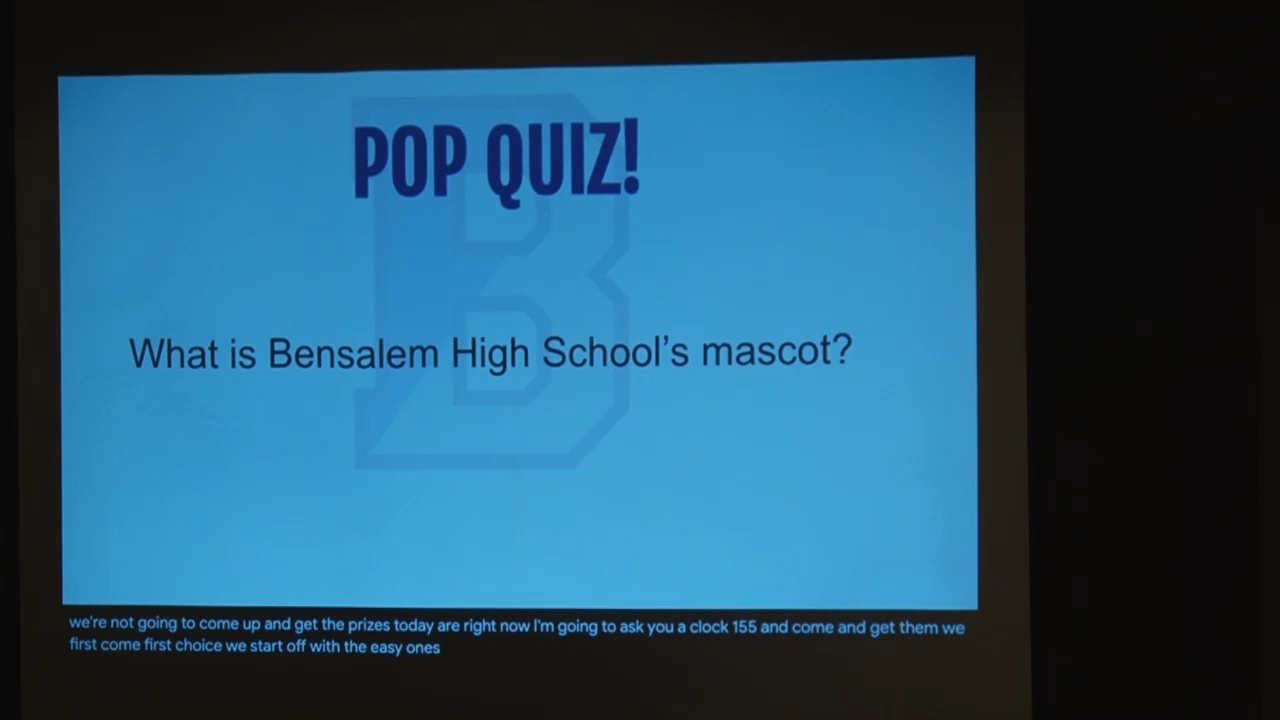 POP QUIZ!
B
What is Bensalem High School's mascot?
we're not going to come up and get the prizes today are right now I'm going to ask you a clock 155 and come and get them we
first come first choice we start off with the easy ones